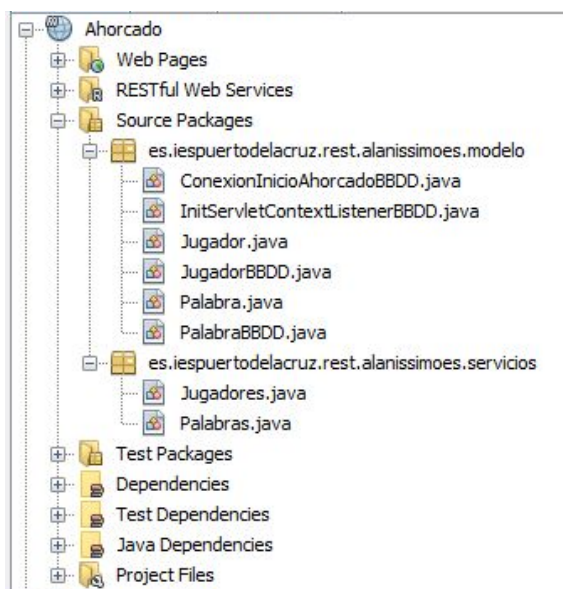 Ahorcado
Web Pages
RESTful Web Services
Source Packages
es.iespuertodelacruz.rest.alanissimoes.modelo
ConexionInicioAhorcadoBBDD.java
InitServletContextListenerBBDD.java
Jugador.java
JugadorBBDD.java
Palabra.java
PalabraBBDD.java
es.iespuertodelacruz.rest.alanissimoes.servicios
Jugadores.java
Palabras.java
Test Packages
Dependencies
Test Dependencies
Java Dependencies
Project Files